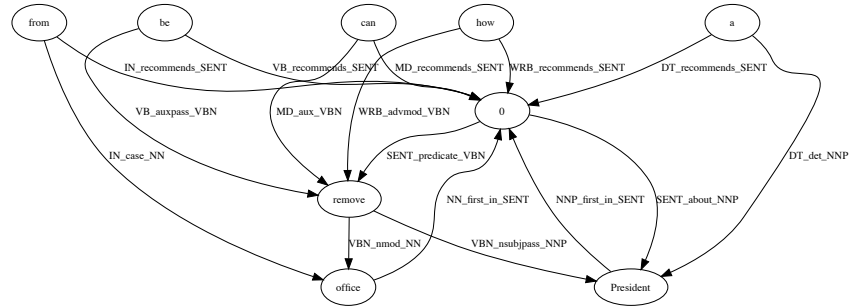 from
be
can
how
a
IN_recommends_SENT
VB_recommends_SENT
MD_recommends_SENT
WRB_recommends_SENT
DT_recommends_SENT
VB_auxpass_VBN
MD_aux_VBN
WRB_advmod_VBN
0
IN_case_NN
SENT_predicate_VBN
DT_det_NNP
remove
NN_first_in_SENT
NNP_first_in_SENT
SENT_about_NNP
VBN_nmod_NN
VBN_nsubjpass_NNP
office
President